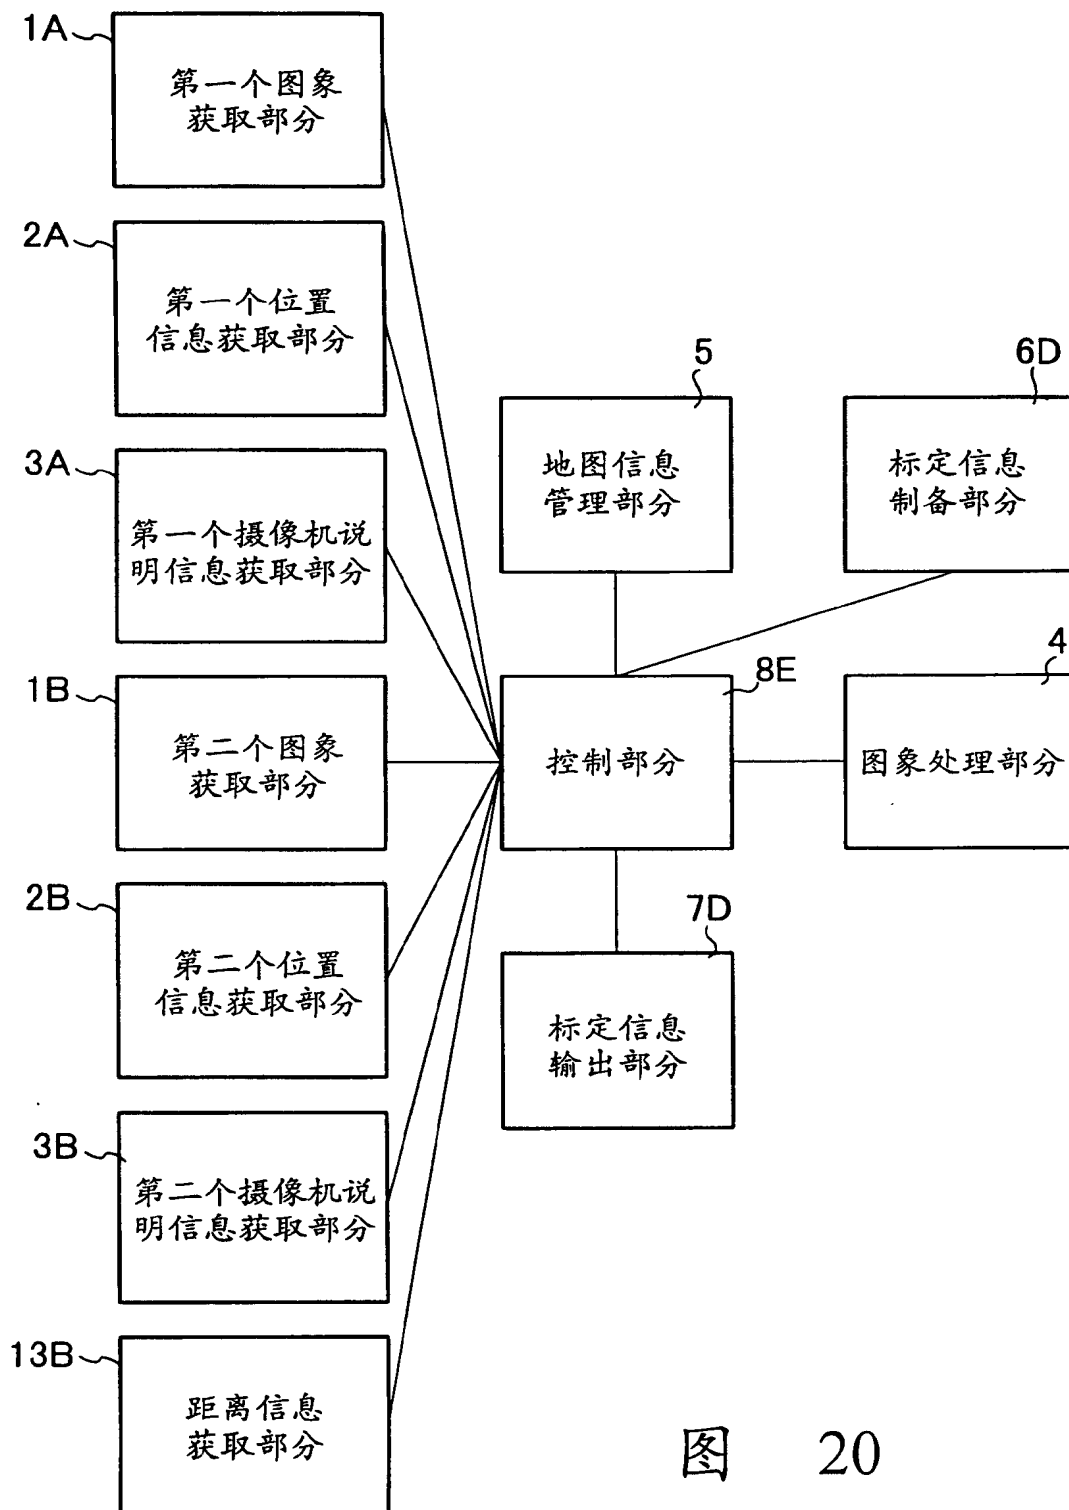 1A
第一个图象
获取部分
2A
第一个位置
信息获取部分
3A
第一个摄像机说
明信息获取部分
1B
第二个图象
获取部分
2B
第二个位置
信息获取部分
3B
第二个摄像机说
明信息获取部分
13B
距离信息
获取部分
5
地图信息
管理部分
6D
标定信息
制备部分
8E
控制部分
4
图象处理部分
7D
标定信息
输出部分
图 20